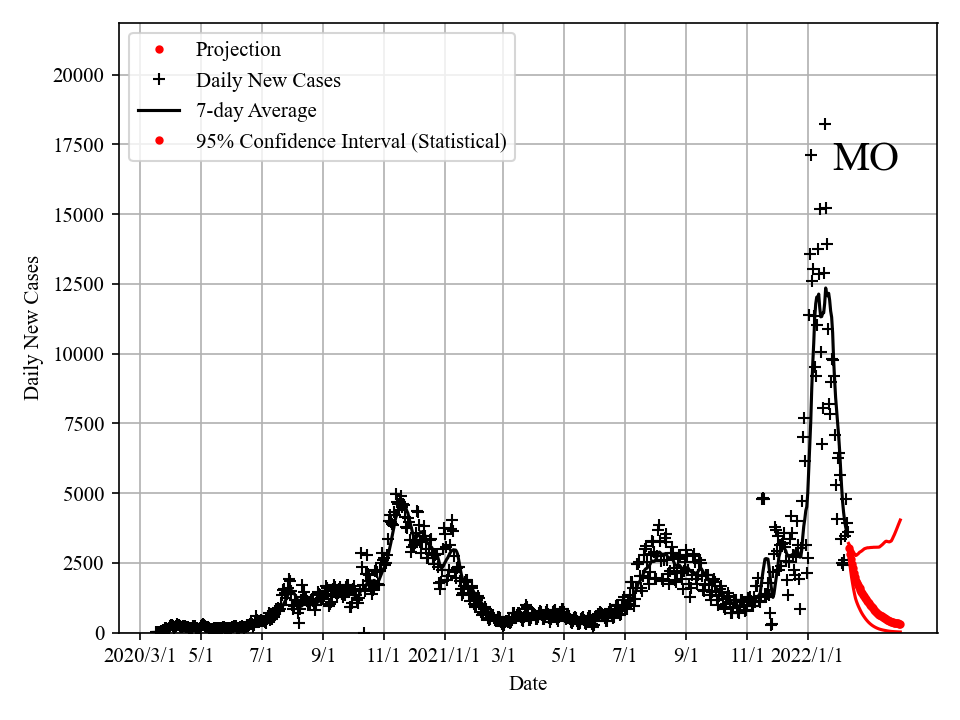 Projection
Daily New Cases
7-day Average
95% Confidence Interval (Statistical)
MO
Daily New Cases
20000
17500
15000
12500
10000
7500
5000
2500
0
2020/3/1 5/1 7/1 9/1 11/1 2021/1/1 3/1 5/1 7/1 9/1 11/1 2022/1/1
Date